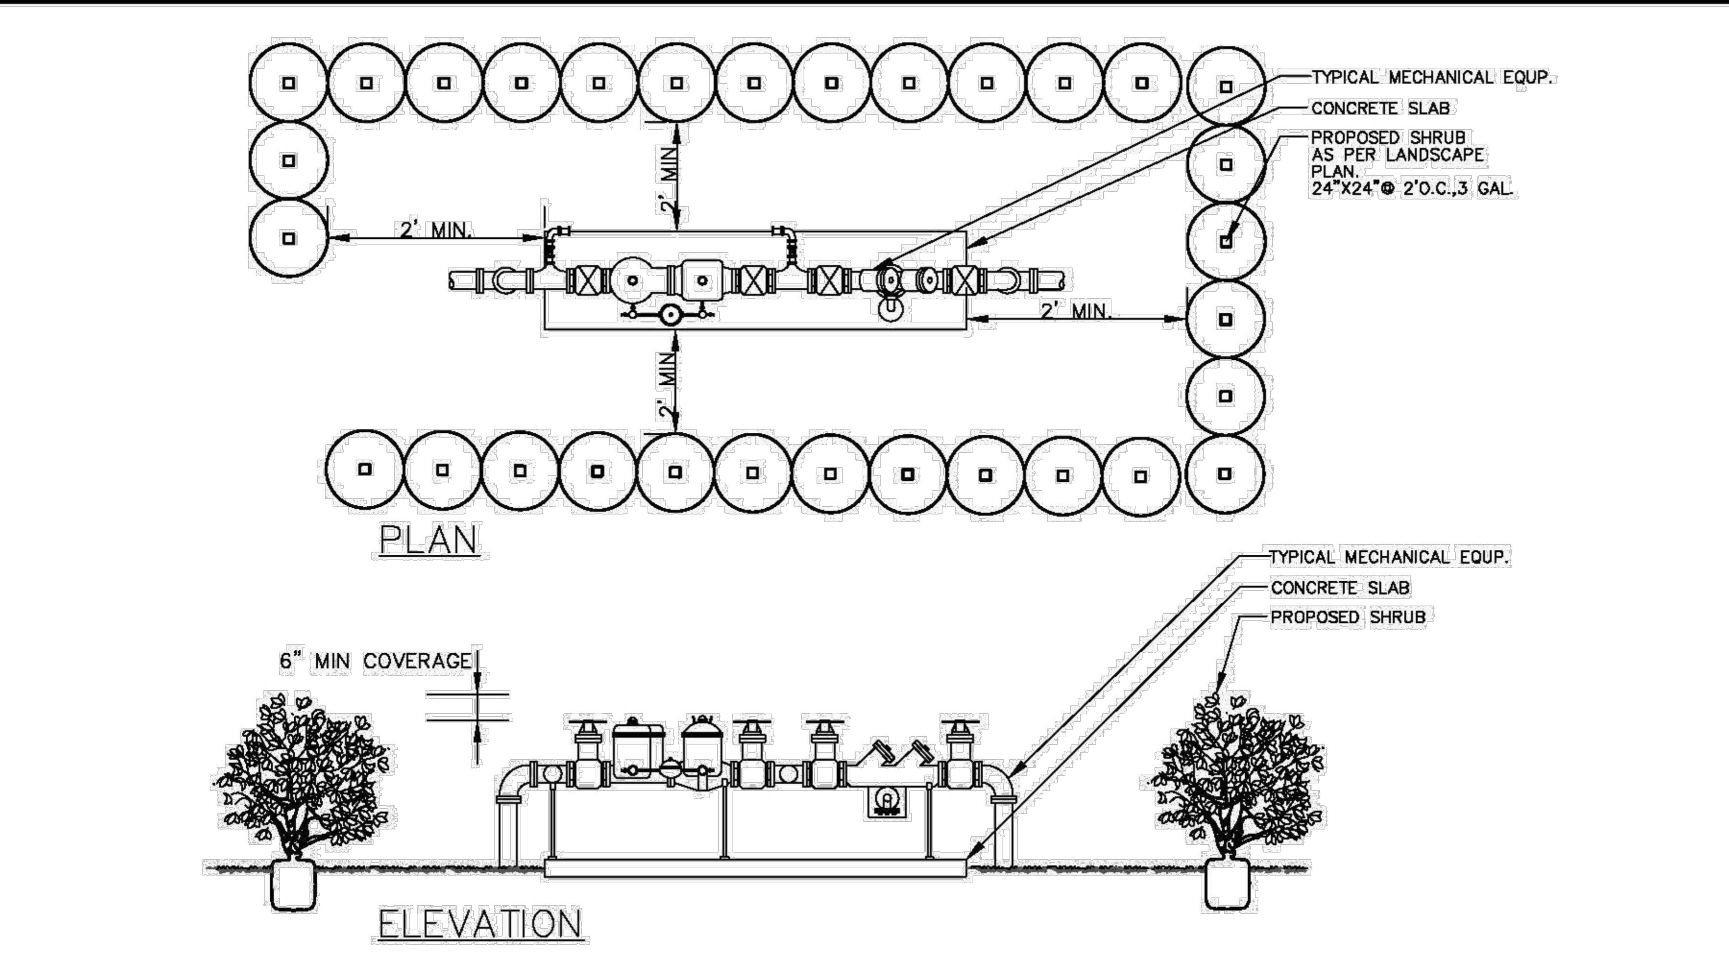 TYPICAL MECHANICAL EQUP.
CONCRETE SLAB
PROPOSED SHRUB
AS PER LANDSCAPE
PLAN.
24"X24"@ 2'O.C.,3 GAL.
2' MIN
2' MIN.
2' MIN.
2' MIN
PLAN
TYPICAL MECHANICAL EQUP.
CONCRETE SLAB
PROPOSED SHRUB
6" MIN COVERAGE
ELEVATION